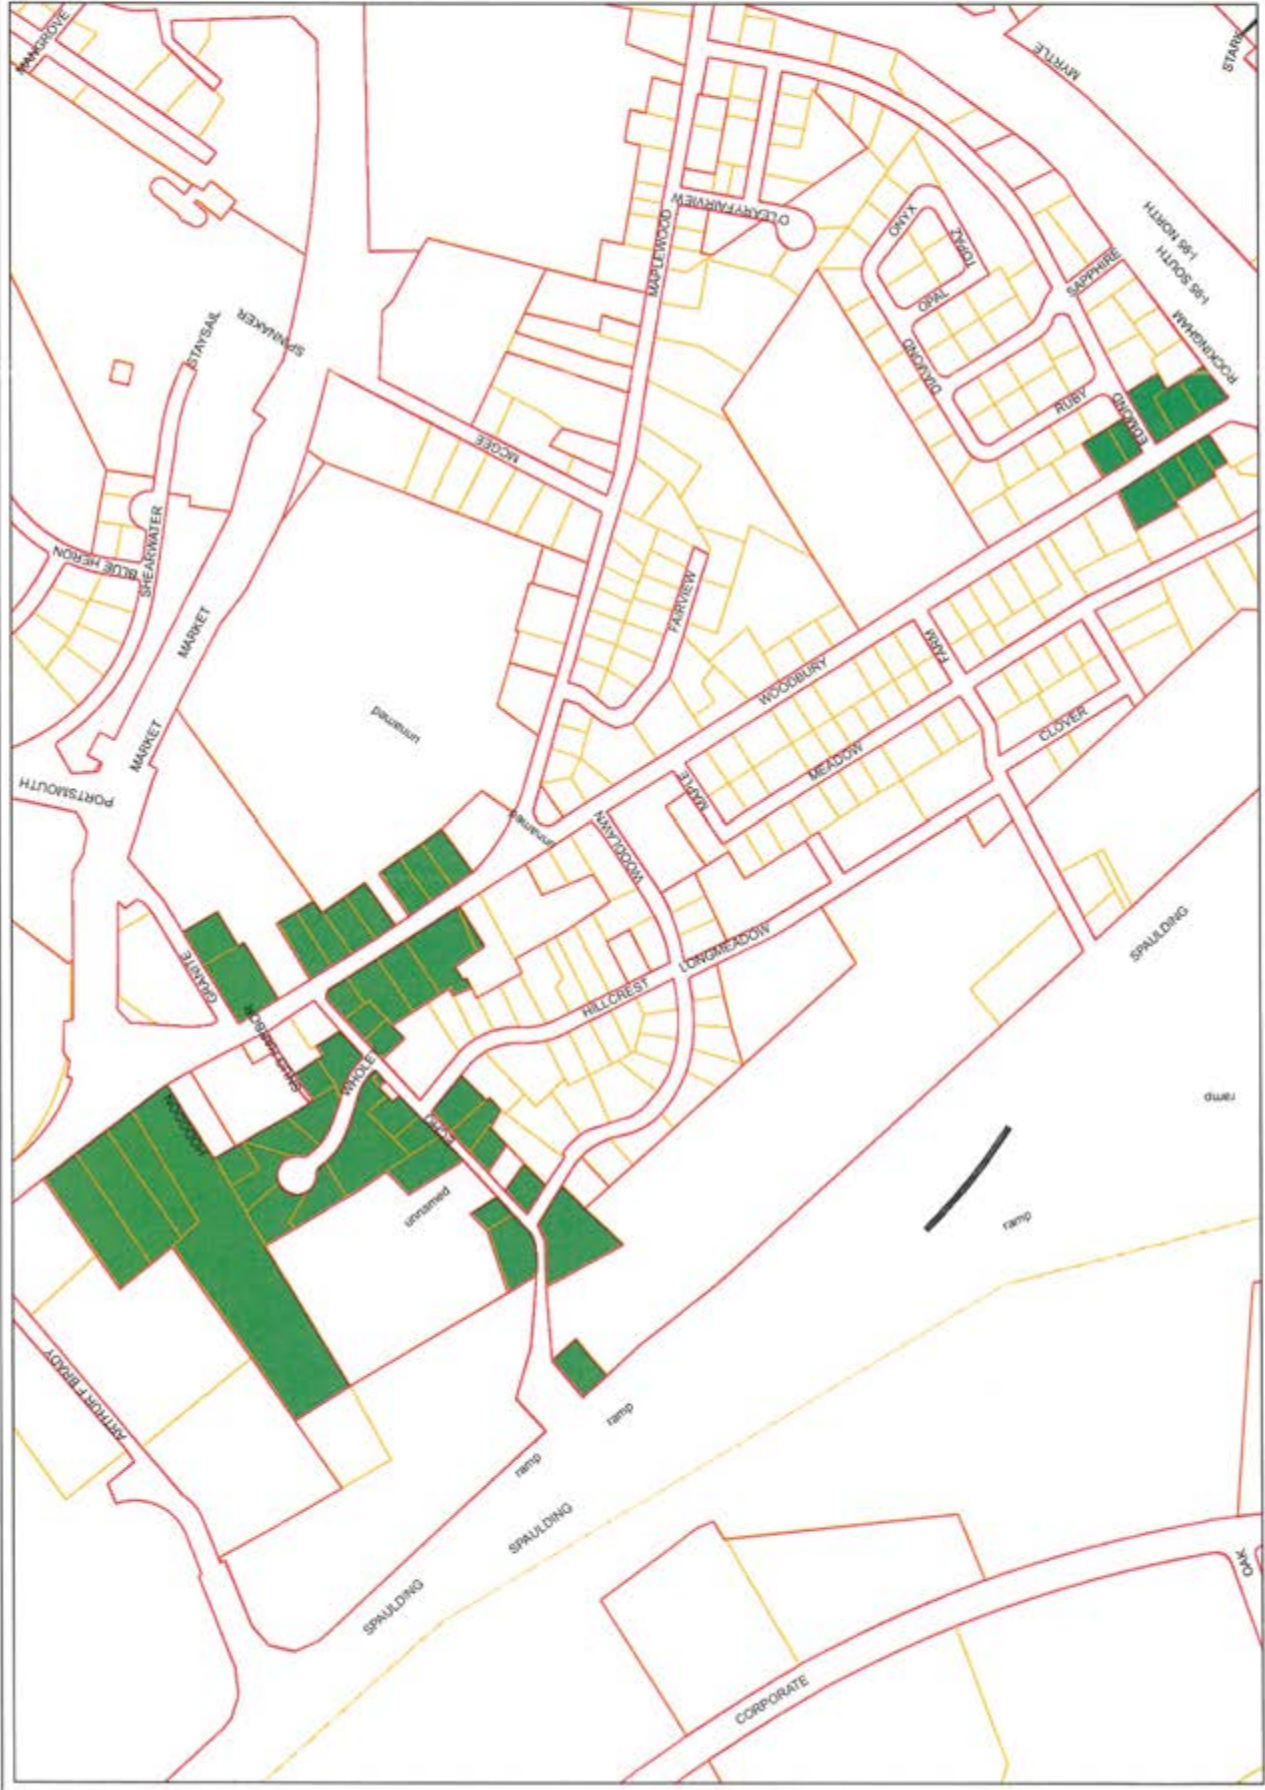 MANGROVE
MYRTLE
STARK
MAPLEWOOD
O'LEARY
FAIRVIEW
ONYX
TOPAZ
OPAL
I-95 NORTH
I-95 SOUTH
SAPPHIRE
ROCKINGHAM
SPINNAKER
STAYSAIL
DIAMOND
RUBY
EDMOND
MCGEE
SHEARWATER
BLUE HERON
MARKET
FAIRVIEW
WOODBURY
FARM
unnamed
MARKET
CLOVER
MEADOW
PORTSMOUTH
MAPLE
unnamed
WOODLAWN
SPAULDING
LONGMEADOW
GRANITE
HILLCREST
WHOLE
ECHO
HODGDON
unnamed
ramp
ramp
ARTHUR F BRADY
ramp
ramp
SPAULDING
SPAULDING
OAK
CORPORATE